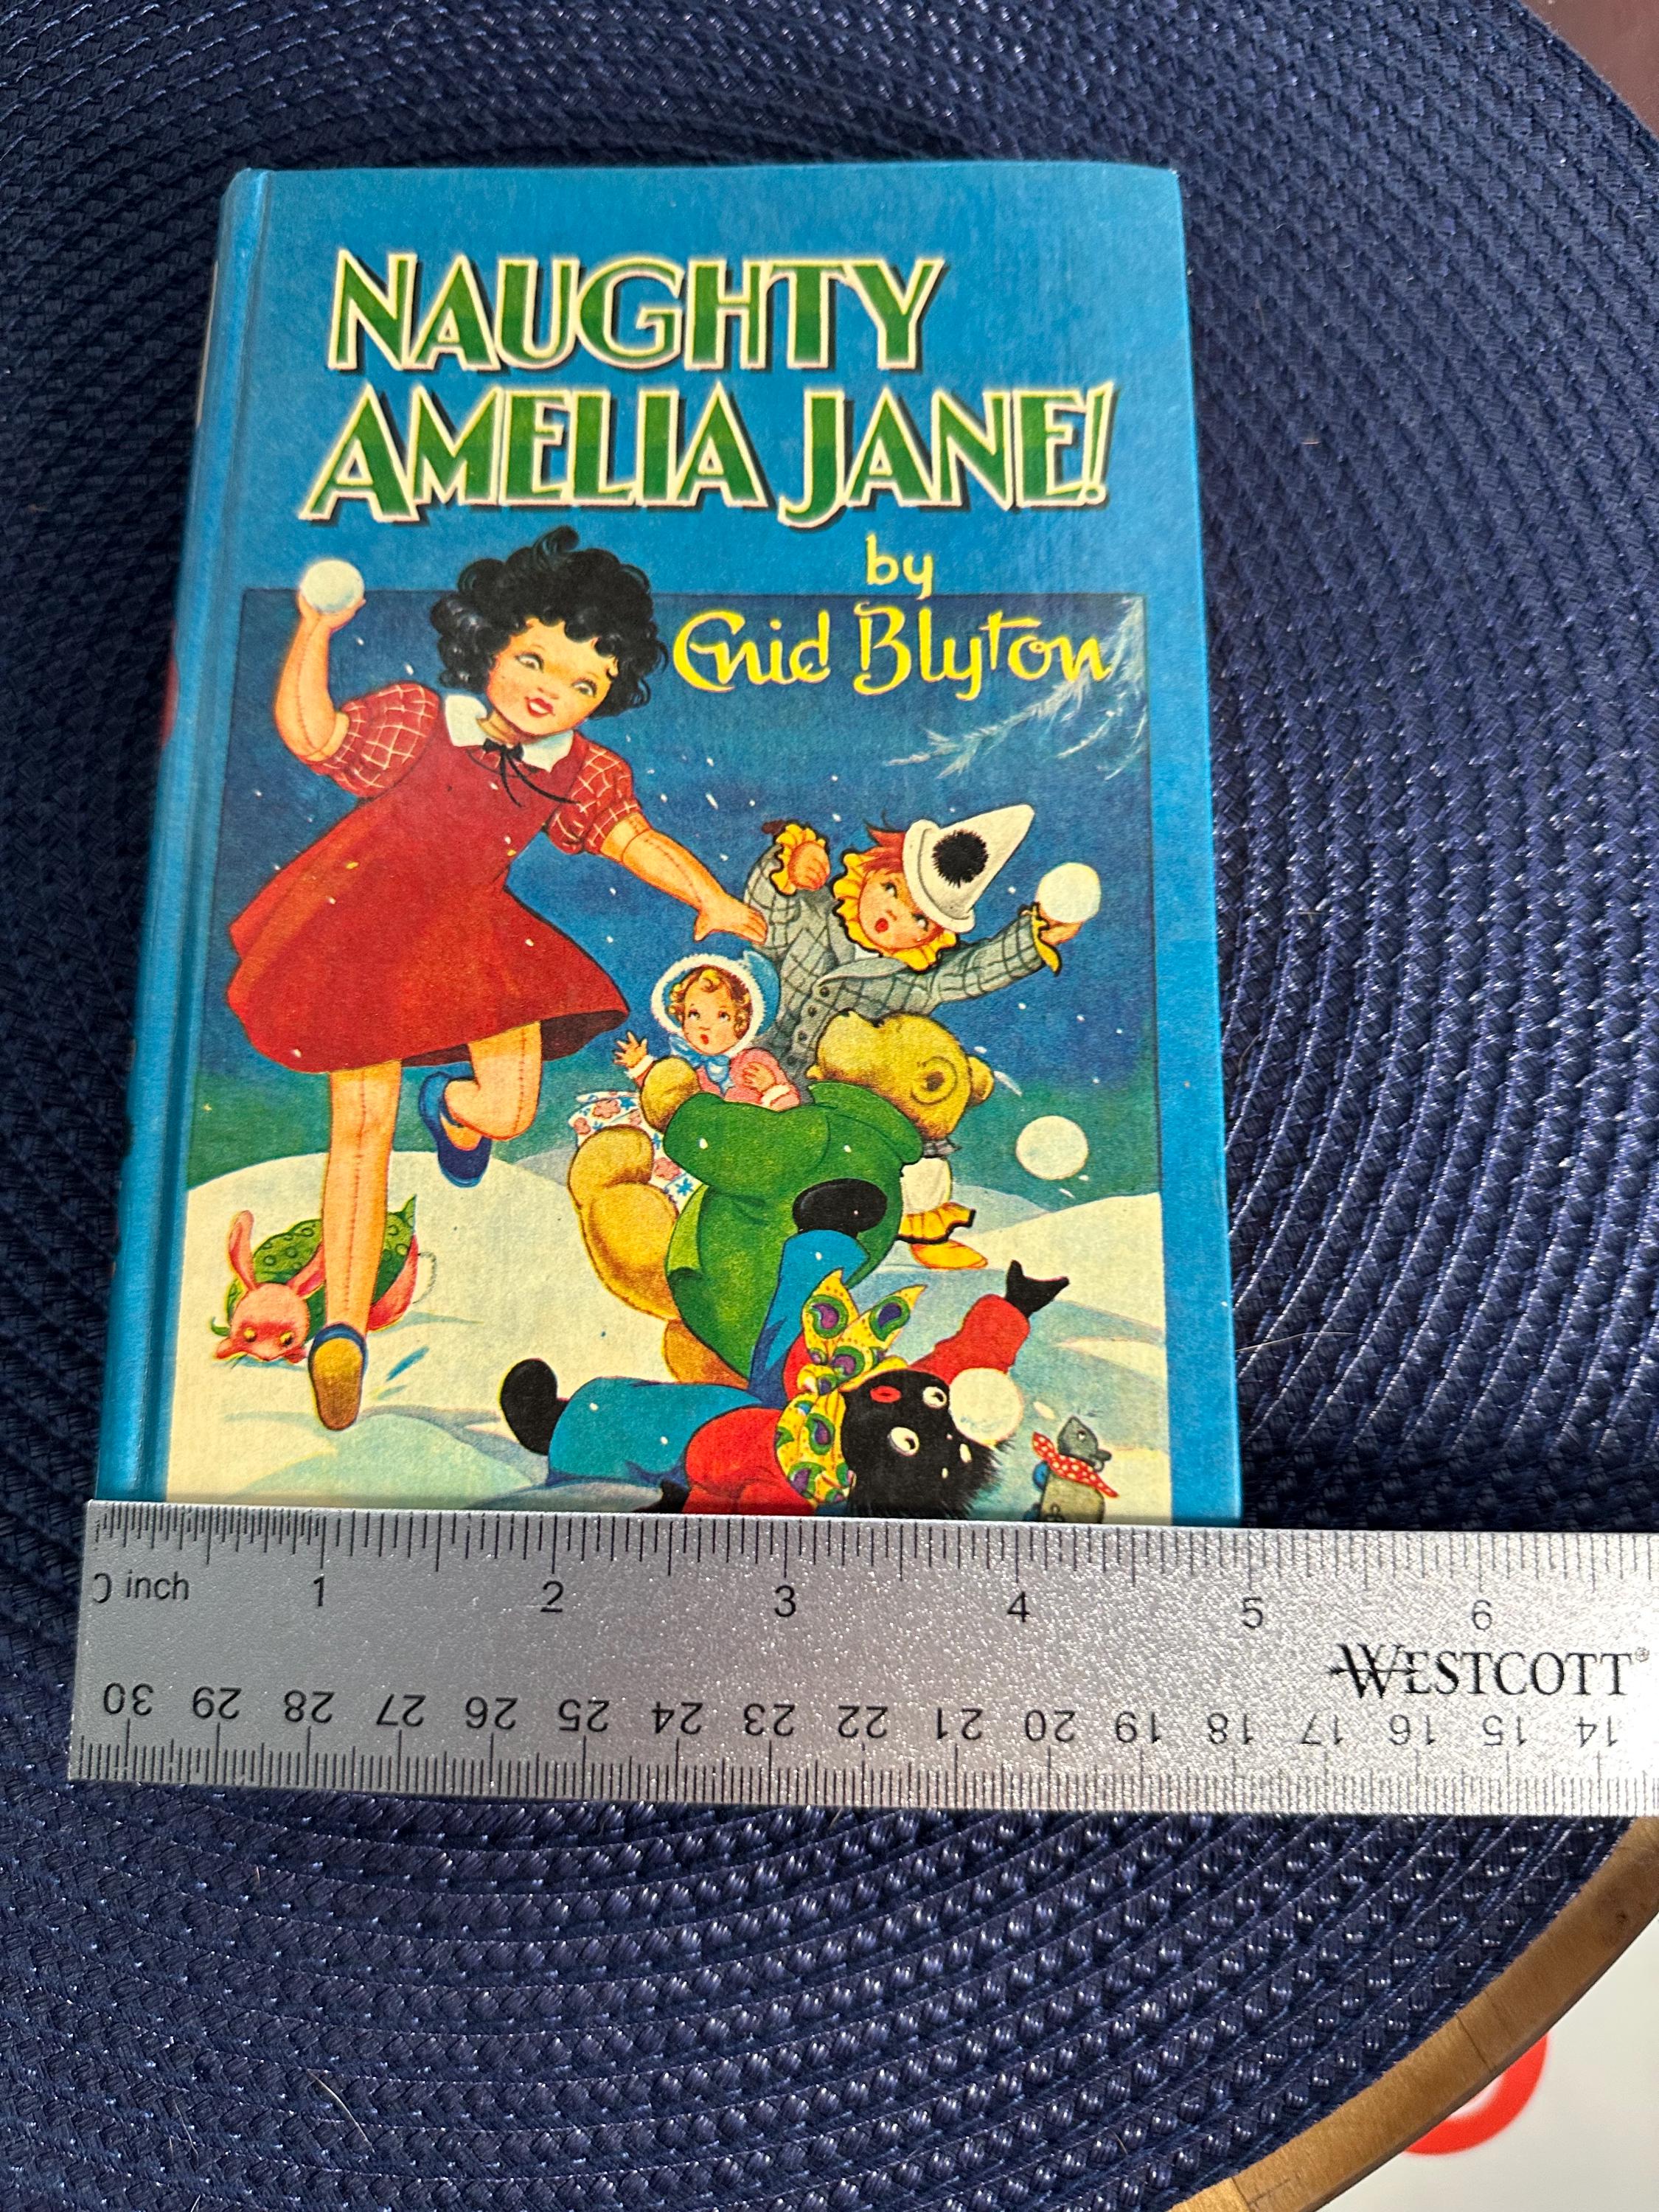 NAUGHTY
AMELIA JANE!
by
Enid Blyton
inch 1 2 3 4 5 6
WESTCOTT®
30 29 28 27 26 25 24 23 22 21 20 19 18 17 16 15 14